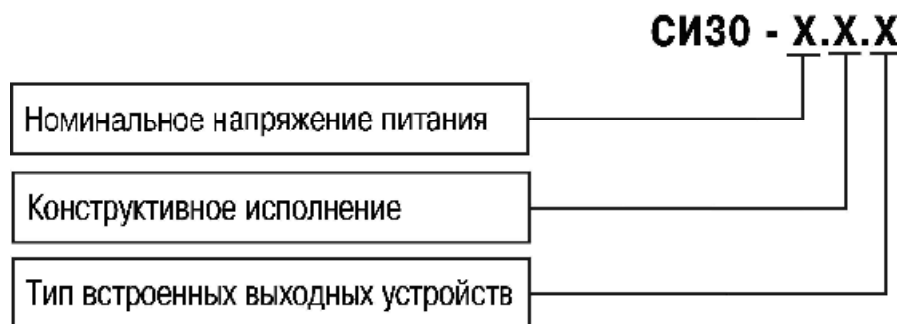 СИ30 - X.X.X
Номинальное напряжение питания
Конструктивное исполнение
Тип встроенных выходных устройств